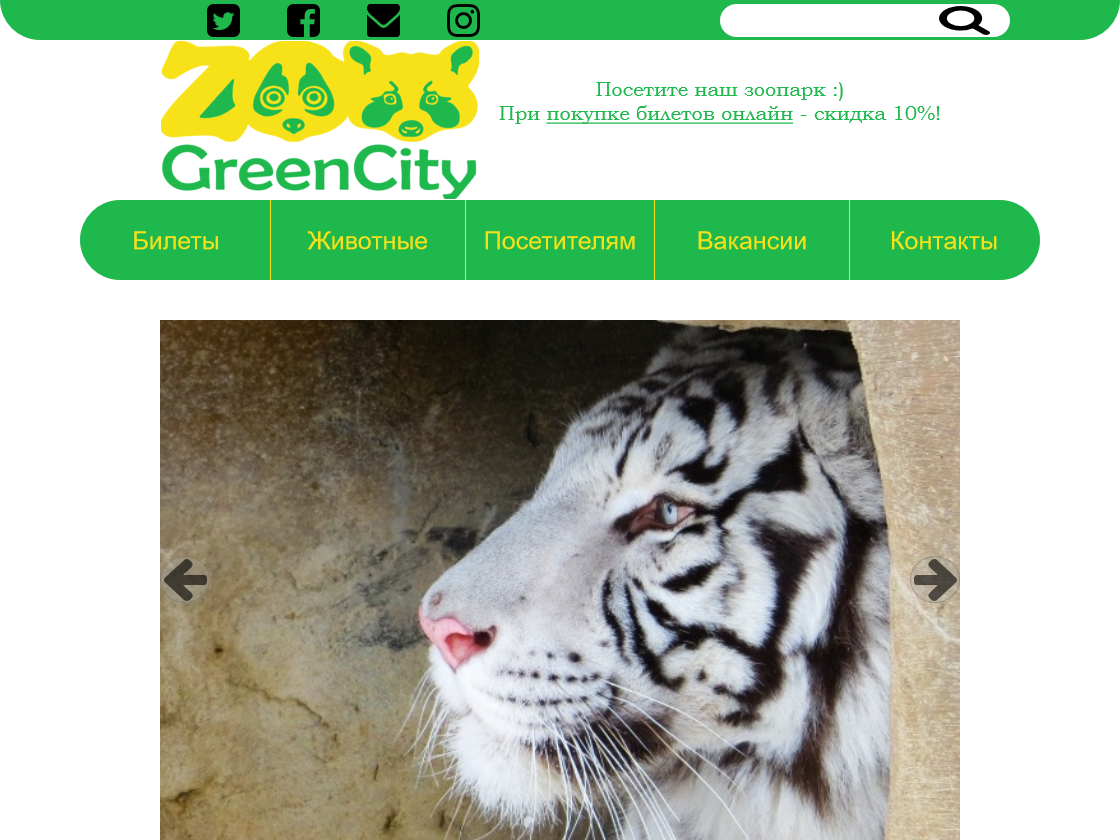 ZOO
GreenCity
Посетите наш зоопарк :)
При покупке билетов онлайн - скидка 10%!
Билеты
Животные
Посетителям
Вакансии
Контакты